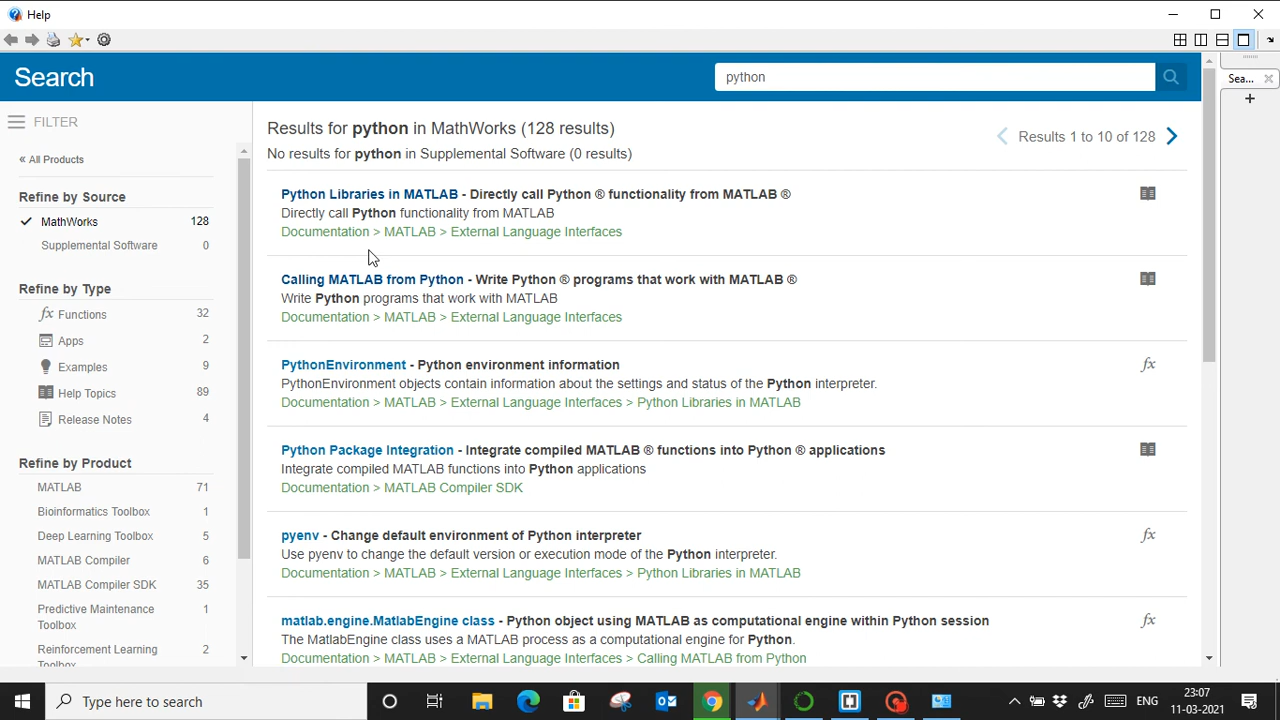 Help
Search
python
Sea...
FILTER
« All Products
Refine by Source
MathWorks 128
Supplemental Software 0
Refine by Type
fx Functions 32
Apps 2
Examples 9
Help Topics 89
Release Notes 4
Refine by Product
MATLAB 71
Bioinformatics Toolbox 1
Deep Learning Toolbox 5
MATLAB Compiler 6
MATLAB Compiler SDK 35
Predictive Maintenance 1
Toolbox
Reinforcement Learning 2
Toolbox
Results for python in MathWorks (128 results)
Results 1 to 10 of 128
No results for python in Supplemental Software (0 results)
Python Libraries in MATLAB - Directly call Python ® functionality from MATLAB ®
Directly call Python functionality from MATLAB
Documentation > MATLAB > External Language Interfaces
Calling MATLAB from Python - Write Python ® programs that work with MATLAB ®
Write Python programs that work with MATLAB
Documentation > MATLAB > External Language Interfaces
PythonEnvironment - Python environment information
fx
PythonEnvironment objects contain information about the settings and status of the Python interpreter.
Documentation > MATLAB > External Language Interfaces > Python Libraries in MATLAB
Python Package Integration - Integrate compiled MATLAB ® functions into Python ® applications
Integrate compiled MATLAB functions into Python applications
Documentation > MATLAB Compiler SDK
pyenv - Change default environment of Python interpreter
fx
Use pyenv to change the default version or execution mode of the Python interpreter.
Documentation > MATLAB > External Language Interfaces > Python Libraries in MATLAB
matlab.engine.MatlabEngine class - Python object using MATLAB as computational engine within Python session
fx
The MatlabEngine class uses a MATLAB process as a computational engine for Python.
Documentation > MATLAB > External Language Interfaces > Calling MATLAB from Python
Type here to search
ENG
23:07
11-03-2021